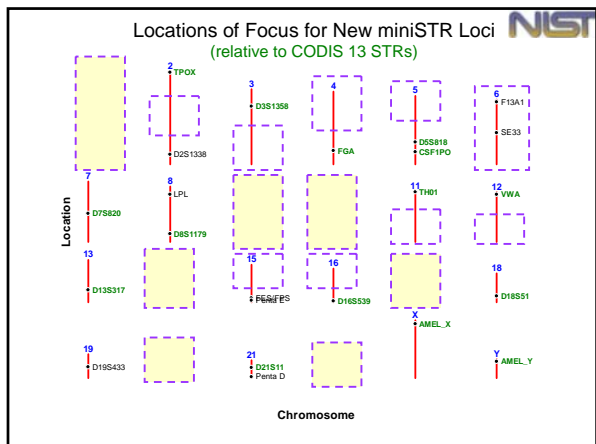 Locations of Focus for New miniSTR Loci
NIST
(relative to CODIS 13 STRs)
2
TPOX
D2S1338
3
D3S1358
4
FGA
5
D5S818
CSF1PO
6
F13A1
SE33
7
D7S820
8
LPL
D8S1179
11
TH01
12
VWA
Location
13
D13S317
15
FES/FPS
Penta E
16
D16S539
18
D18S51
19
D19S433
21
D21S11
Penta D
X
AMEL_X
Y
AMEL_Y
Chromosome